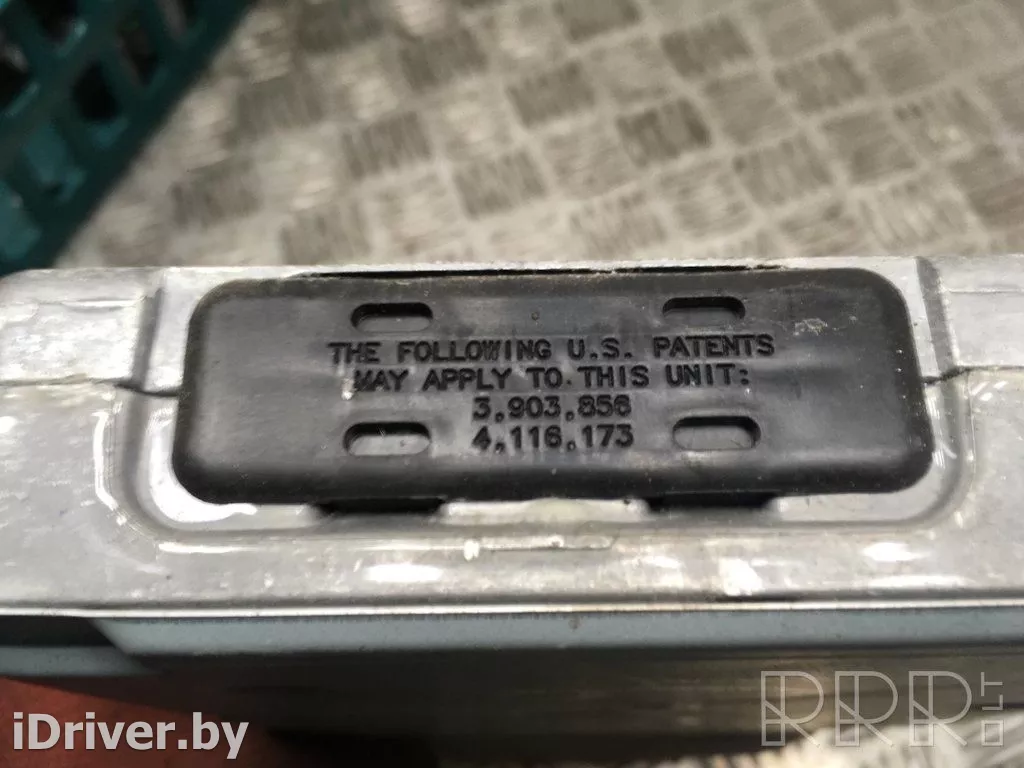 THE FOLLOWING U.S. PATENTS
MAY APPLY TO THIS UNIT:
3,903,856
4,116,173
iDriver.by
RRR.LT